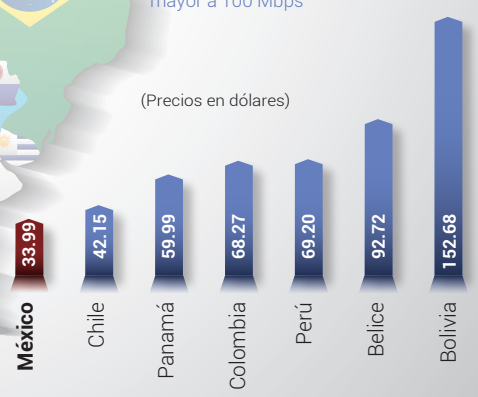 mayor a 100 Mbps
(Precios en dólares)
33.99
42.15
59.99
68.27
69.20
92.72
152.68
México
Chile
Panamá
Colombia
Perú
Belice
Bolivia